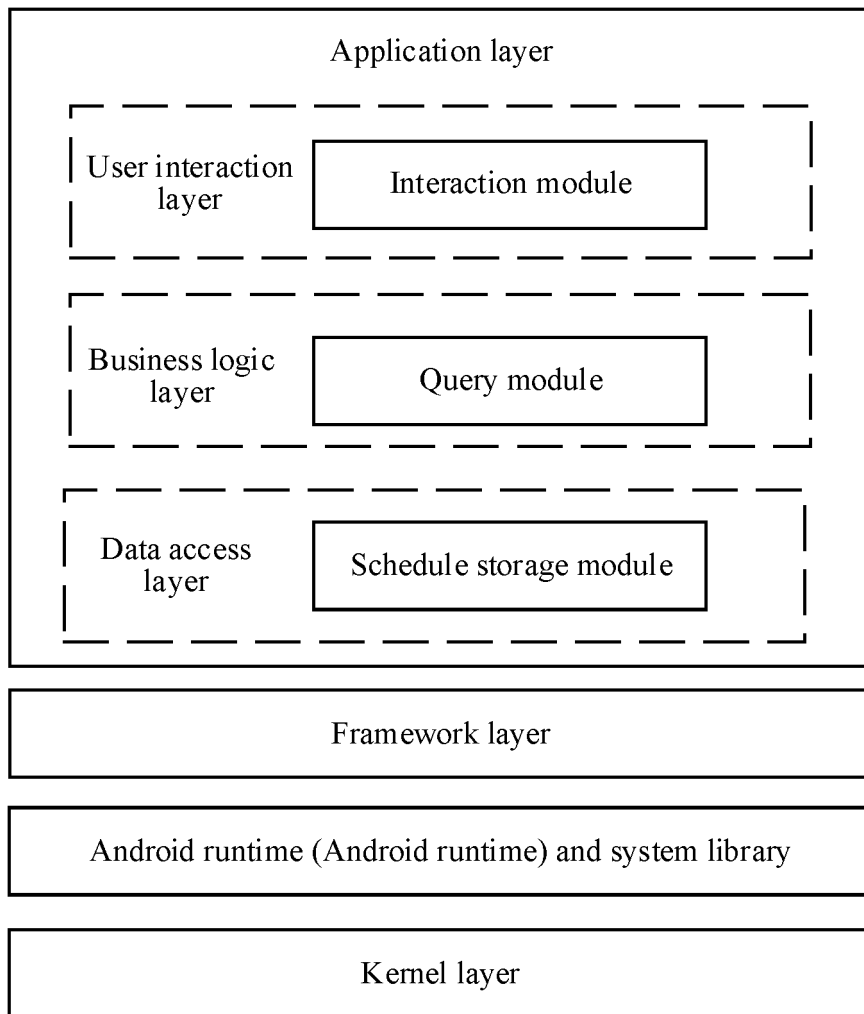 Application layer
User interaction
layer
Interaction module
Business logic
layer
Query module
Data access
layer
Schedule storage module
Framework layer
Android runtime (Android runtime) and system library
Kernel layer